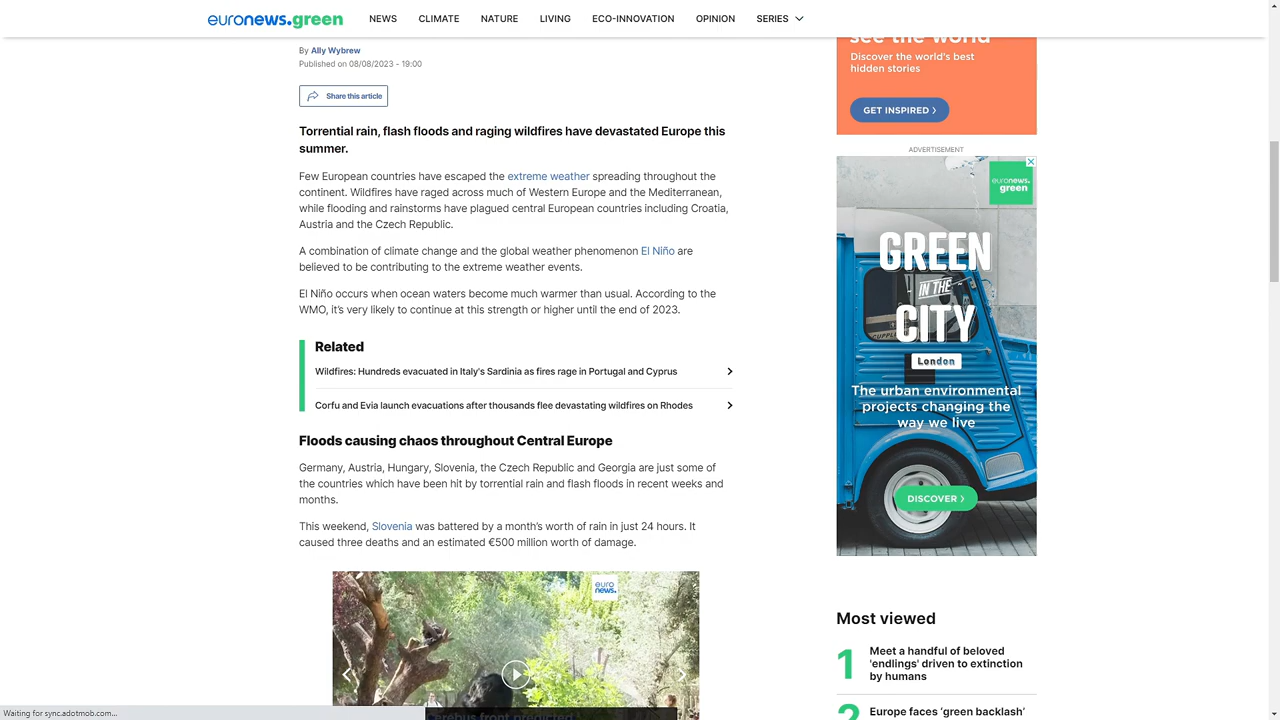 euronews.green
NEWS
CLIMATE
NATURE
LIVING
ECO-INNOVATION
OPINION
SERIES
By Ally Wybrew
Published on 08/08/2023 - 19:00
Share this article
Torrential rain, flash floods and raging wildfires have devastated Europe this
summer.
Few European countries have escaped the extreme weather spreading throughout the
continent. Wildfires have raged across much of Western Europe and the Mediterranean,
while flooding and rainstorms have plagued central European countries including Croatia,
Austria and the Czech Republic.
A combination of climate change and the global weather phenomenon El Niño are
believed to be contributing to the extreme weather events.
El Niño occurs when ocean waters become much warmer than usual. According to the
WMO, it's very likely to continue at this strength or higher until the end of 2023.
Related
Wildfires: Hundreds evacuated in Italy's Sardinia as fires rage in Portugal and Cyprus
Corfu and Evia launch evacuations after thousands flee devastating wildfires on Rhodes
Floods causing chaos throughout Central Europe
Germany, Austria, Hungary, Slovenia, the Czech Republic and Georgia are just some of
the countries which have been hit by torrential rain and flash floods in recent weeks and
months.
This weekend, Slovenia was battered by a month's worth of rain in just 24 hours. It
caused three deaths and an estimated €500 million worth of damage.
euro
news.
front predicted
Waiting for sync.adotmob.com...
see the world
Discover the world's best
hidden stories
GET INSPIRED
ADVERTISEMENT
euronews.
green
GREEN
IN THE
CITY
London
The urban environmental
projects changing the
way we live
DISCOVER
Most viewed
1
Meet a handful of beloved
'endlings' driven to extinction
by humans
2
Europe faces 'green backlash'